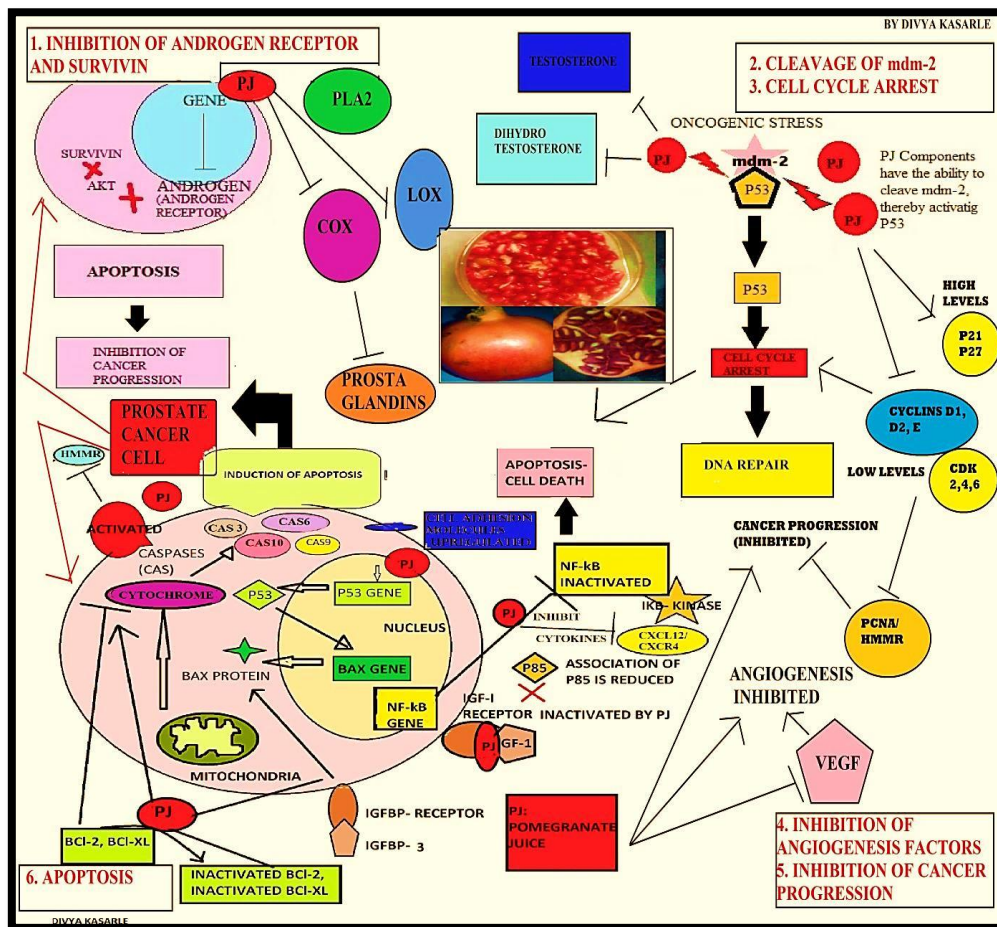 BY DIVYA KASARLE
1. INHIBITION OF ANDROGEN RECEPTOR
AND SURVIVIN
PJ
GENE
PLA2
SURVIVIN
AKT
ANDROGEN
(ANDROGEN
RECEPTOR)
COX
LOX
TESTOSTERONE
DIHYDRO
TESTOSTERONE
2. CLEAVAGE OF mdm-2
3. CELL CYCLE ARREST
ONCOGENIC STRESS
PJ
mdm-2
P53
PJ
PJ
PJ Components
have the ability to
cleave mdm-2,
thereby activatig
P53
APOPTOSIS
INHIBITION OF
CANCER
PROGRESSION
PROSTA
GLANDINS
P53
CELL CYCLE
ARREST
DNA REPAIR
HIGH
LEVELS
P21
P27
CYCLINS D1,
D2, E
LOW LEVELS
CDK
2,4,6
PROSTATE
CANCER
CELL
HMMR
PJ
ACTIVATED
INDUCTION OF APOPTOSIS
CASPASES
(CAS)
CAS 3
CAS6
CAS10
CAS9
CELL ADHESION
MOLECULES
UPREGULATED
APOPTOSIS-
CELL DEATH
CYTOCHROME
P53
P53 GENE
PJ
NUCLEUS
BAX PROTEIN
BAX GENE
NF-kB
GENE
MITOCHONDRIA
NF-kB
INACTIVATED
PJ
INHIBIT
CYTOKINES
IKB- KINASE
CXCL12/
CXCR4
P85
ASSOCIATION OF
P85 IS REDUCED
IGF-I
RECEPTOR INACTIVATED BY PJ
PJ
GF-1
CANCER PROGRESSION
(INHIBITED)
PCNA/
HMMR
ANGIOGENESIS
INHIBITED
VEGF
PJ
BCl-2, BCl-XL
INACTIVATED BCl-2,
INACTIVATED BCl-XL
IGFBP- RECEPTOR
IGFBP- 3
PJ:
POMEGRANATE
JUICE
4. INHIBITION OF
ANGIOGENESIS FACTORS
5. INHIBITION OF CANCER
PROGRESSION
6. APOPTOSIS
DIVYA KASARLE